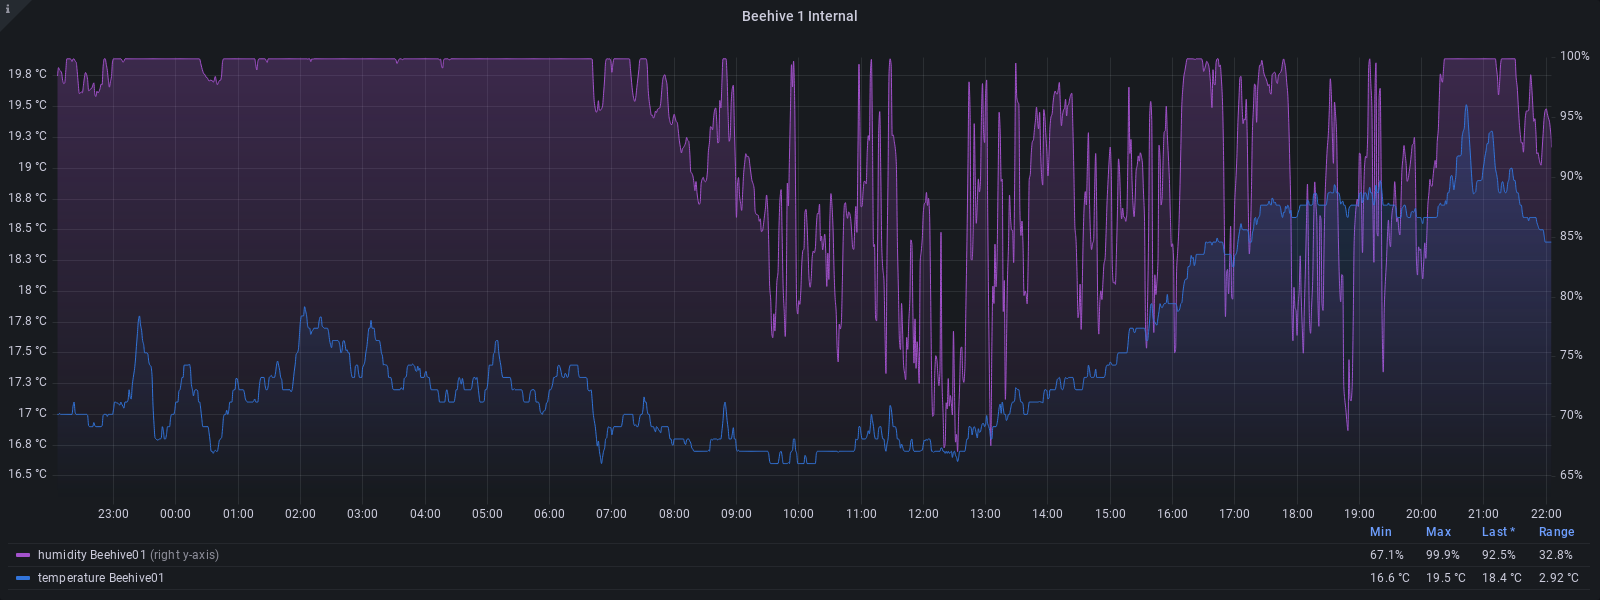 i
Beehive 1 Internal
19.8 °C
19.5 °C
19.3 °C
19 °C
18.8 °C
18.5 °C
18.3 °C
18 °C
17.8 °C
17.5 °C
17.3 °C
17 °C
16.8 °C
16.5 °C
100%
95%
90%
85%
80%
75%
70%
65%
23:00 00:00 01:00 02:00 03:00 04:00 05:00 06:00 07:00 08:00 09:00 10:00 11:00 12:00 13:00 14:00 15:00 16:00 17:00 18:00 19:00 20:00 21:00 22:00
Min Max Last * Range
humidity Beehive01 (right y-axis) 67.1% 99.9% 92.5% 32.8%
temperature Beehive01 16.6 °C 19.5 °C 18.4 °C 2.92 °C